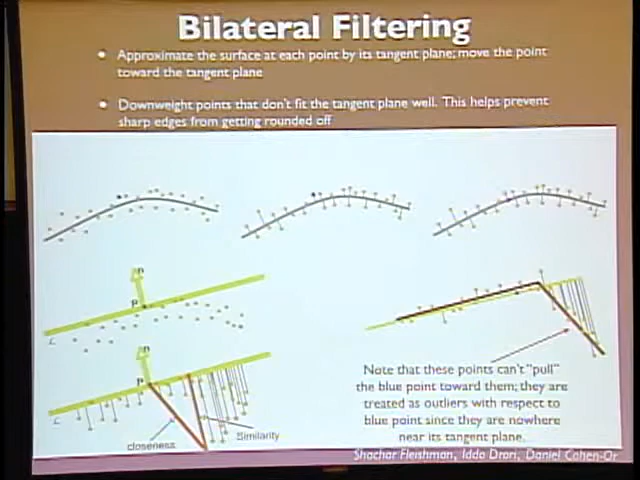 Bilateral Filtering
• Approximate the surface at each point by its tangent plane; move the point
toward the tangent plane
• Downweight points that don't fit the tangent plane well. This helps prevent
sharp edges from getting rounded off
n
P
L
n
P
L
closeness
Similarity
Note that these points can't "pull"
the blue point toward them; they are
treated as outliers with respect to
blue point since they are nowhere
near its tangent plane.
Shachar Fleishman, Iddo Drori, Daniel Cohen-Or